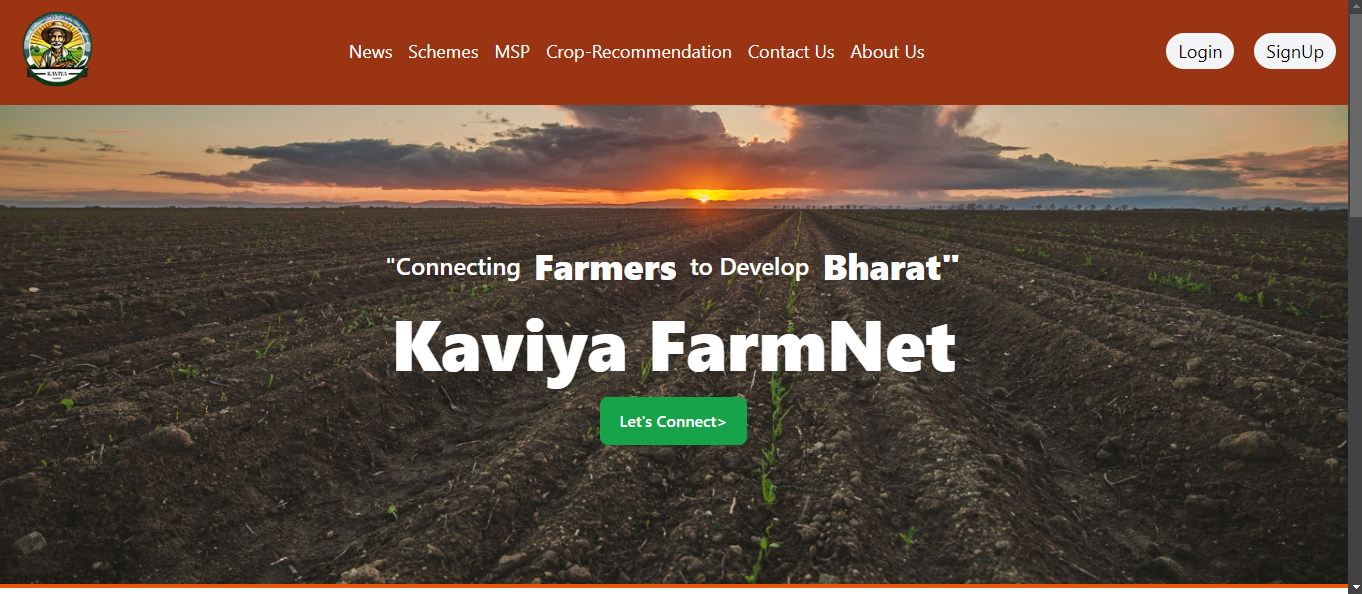 KAVIYA
News Schemes MSP Crop-Recommendation Contact Us About Us
Login SignUp
"Connecting Farmers to Develop Bharat"
Kaviya FarmNet
Let's Connect>